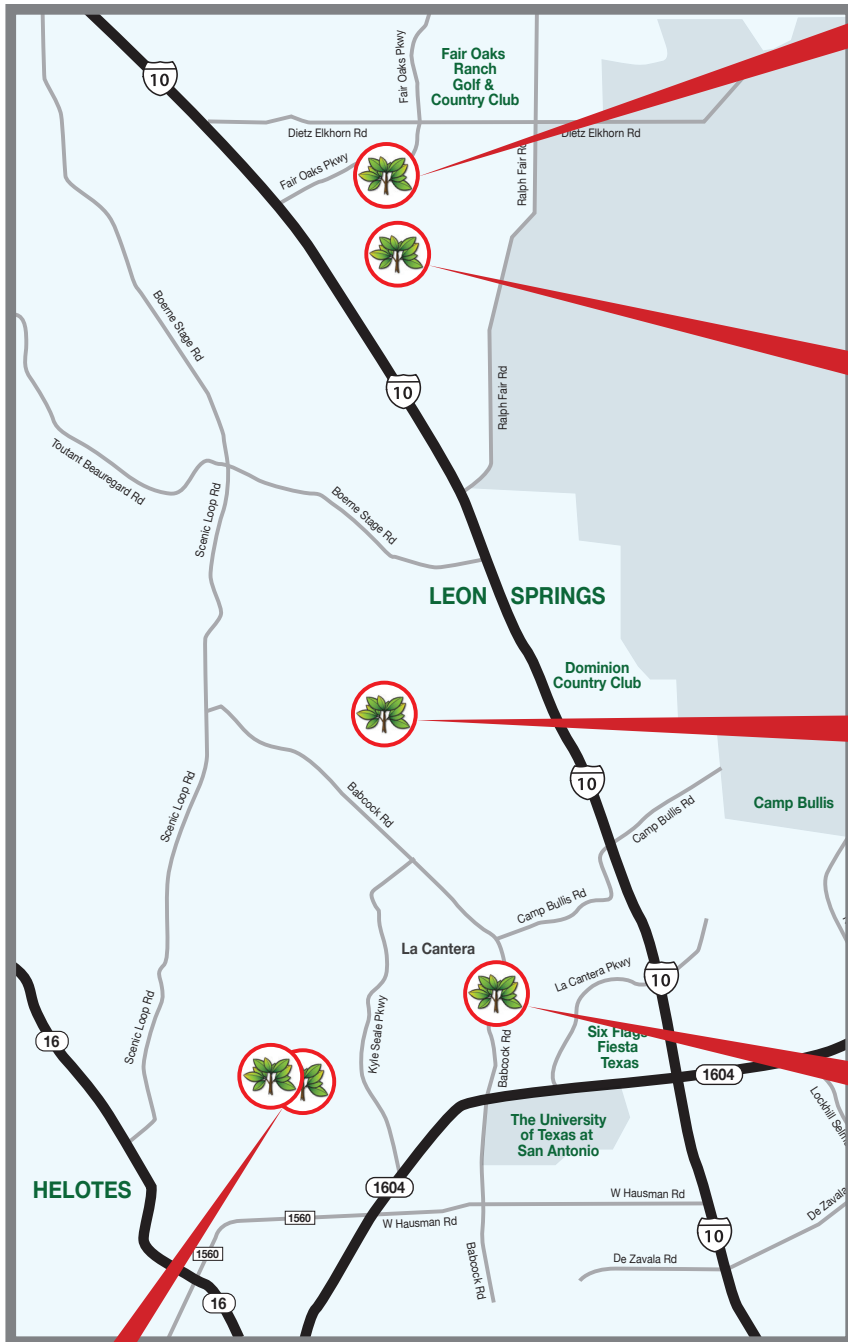 Fair Oaks Pkwy
Fair Oaks
Ranch
Golf &
Country Club
10
Dietz Elkhorn Rd
Dietz Elkhorn Rd
Fair Oaks Pkwy
Ralph Fair Rd
Boerne Stage Rd
10
Ralph Fair Rd
Toutant Beauregard Rd
Scenic Loop Rd
Boerne Stage Rd
LEON SPRINGS
Dominion
Country Club
10
Scenic Loop Rd
Babcock Rd
Camp Bullis Rd
Camp Bullis
Camp Bullis Rd
La Cantera
La Cantera Pkwy
10
Scenic Loop Rd
Kyle Seale Pkwy
16
Babcock Rd
Six Flags
Fiesta
Texas
1604
Lockhill Selma
The University
of Texas at
San Antonio
HELOTES
1604
W Hausman Rd
De Zavala
1560
W Hausman Rd
1560
10
Babcock Rd
De Zavala Rd
16